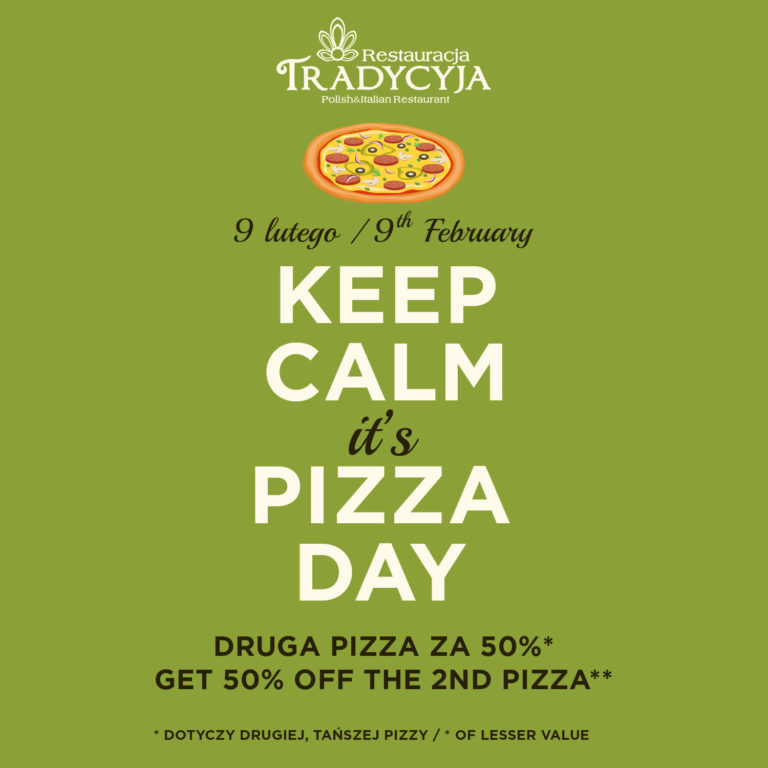 Restauracja
TRADYCYJA
Polish&Italian Restaurant
9 lutego / 9th February
KEEP
CALM
it's
PIZZA
DAY
DRUGA PIZZA ZA 50%*
GET 50% OFF THE 2ND PIZZA**
* DOTYCZY DRUGIEJ, TAŃSZEJ PIZZY / * OF LESSER VALUE